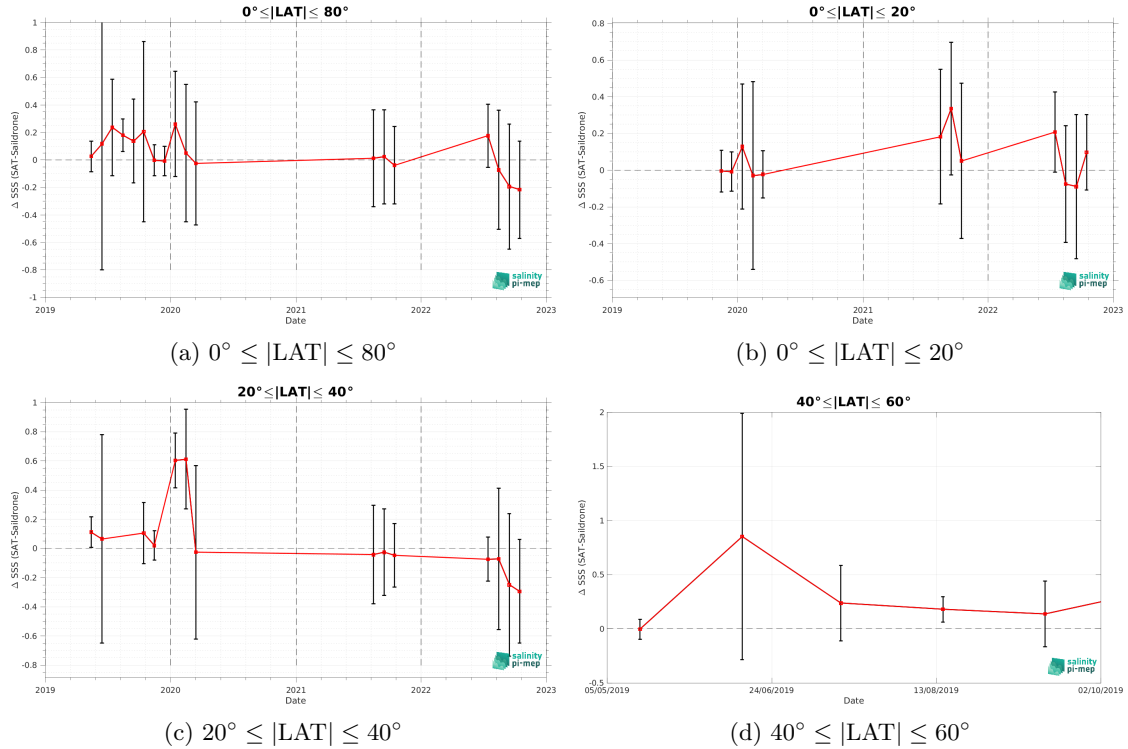 0°≤|LAT|≤ 80°
1
0.8
0.6
0.4
0.2
0
-0.2
-0.4
-0.6
-0.8
-1
Δ SSS (SAT-Saildrone)
2019
2020
2021
2022
2023
Date
salinity
pi-mep
(a) 0° ≤ |LAT| ≤ 80°
0°≤|LAT|≤ 20°
0.8
0.6
0.4
0.2
0
-0.2
-0.4
-0.6
Δ SSS (SAT-Saildrone)
2019
2020
2021
2022
2023
Date
salinity
pi-mep
(b) 0° ≤ |LAT| ≤ 20°
20°≤|LAT|≤ 40°
1
0.8
0.6
0.4
0.2
0
-0.2
-0.4
-0.6
-0.8
Δ SSS (SAT-Saildrone)
2019
2020
2021
2022
2023
Date
salinity
pi-mep
(c) 20° ≤ |LAT| ≤ 40°
40°≤|LAT|≤ 60°
2
1.5
1
0.5
0
-0.5
Δ SSS (SAT-Saildrone)
05/05/2019
24/06/2019
13/08/2019
02/10/2019
Date
salinity
pi-mep
(d) 40° ≤ |LAT| ≤ 60°